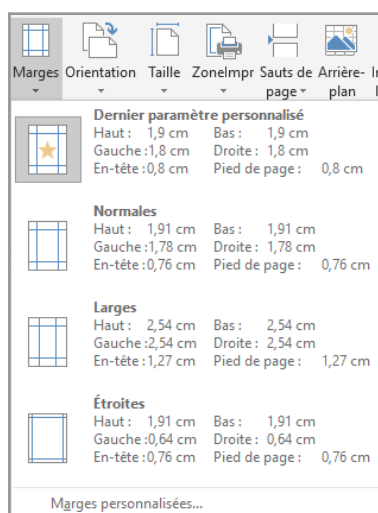 Marges Orientation Taille ZoneImpr Sauts de Arrière-
page plan
Dernier paramètre personnalisé
Haut : 1,9 cm Bas : 1,9 cm
Gauche :1,8 cm Droite : 1,8 cm
En-tête :0,8 cm Pied de page : 0,8 cm
Normales
Haut : 1,91 cm Bas : 1,91 cm
Gauche :1,78 cm Droite : 1,78 cm
En-tête :0,76 cm Pied de page : 0,76 cm
Larges
Haut : 2,54 cm Bas : 2,54 cm
Gauche :2,54 cm Droite : 2,54 cm
En-tête :1,27 cm Pied de page : 1,27 cm
Étroites
Haut : 1,91 cm Bas : 1,91 cm
Gauche :0,64 cm Droite : 0,64 cm
En-tête :0,76 cm Pied de page : 0,76 cm
Marges personnalisées...